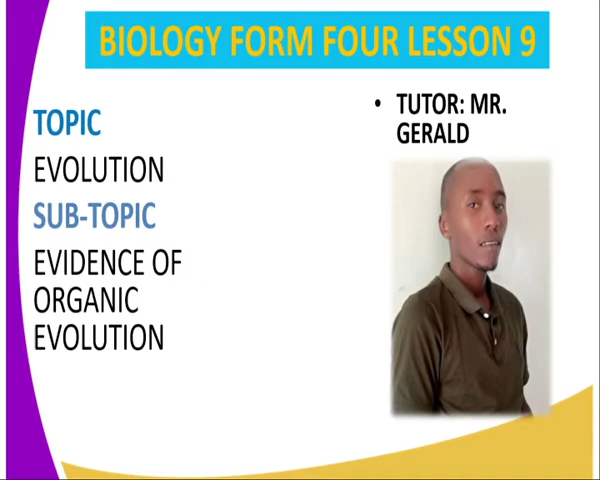 BIOLOGY FORM FOUR LESSON 9
TOPIC
EVOLUTION
SUB-TOPIC
EVIDENCE OF
ORGANIC
EVOLUTION
• TUTOR: MR.
GERALD